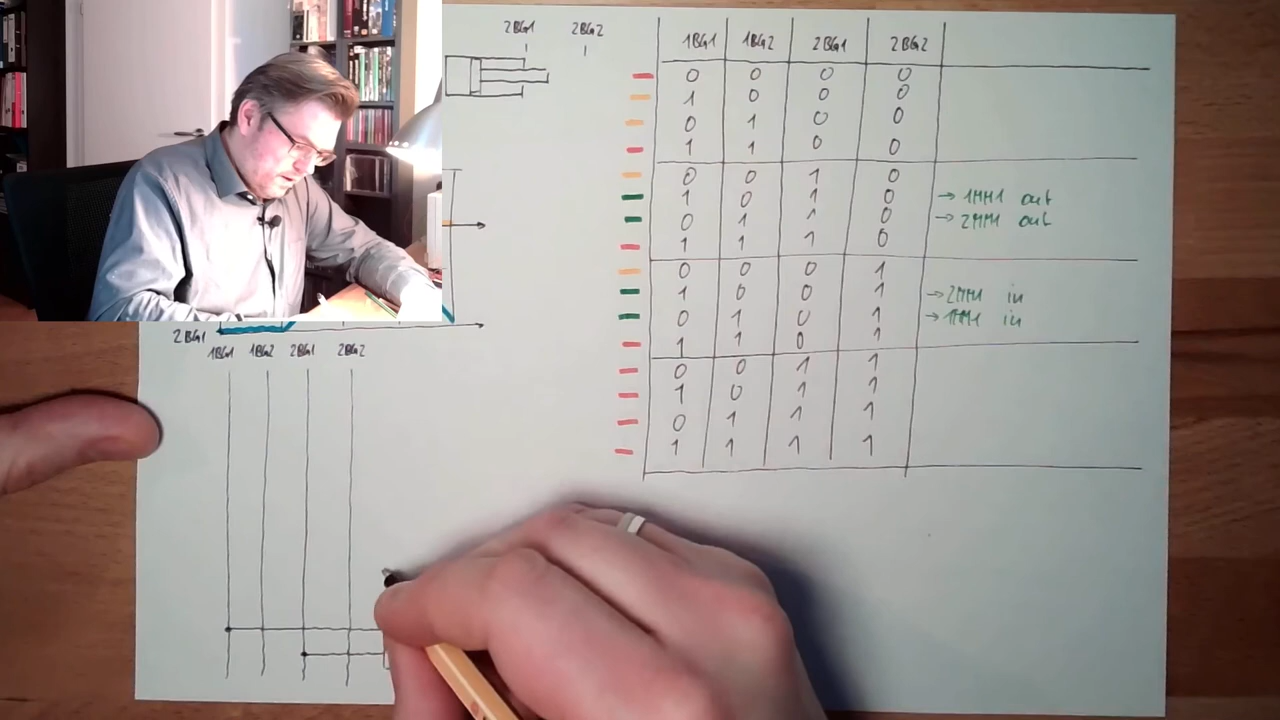 2BG1 2BG2
1BG1 1BG2 2BG1 2BG2
0 0 0 0
1 0 0 0
0 1 0 0
1 1 0 0
0 0 1 0
1 0 1 0 → 1MM1 out
0 1 1 0 → 2MM1 out
1 1 1 0
0 0 0 1
1 0 0 1 → 2MM1 in
0 1 0 1 → 1MM1 in
1 1 0 1
0 0 1 1
1 0 1 1
0 1 1 1
1 1 1 1
2BG1
1BG1 1BG2 2BG1 2BG2